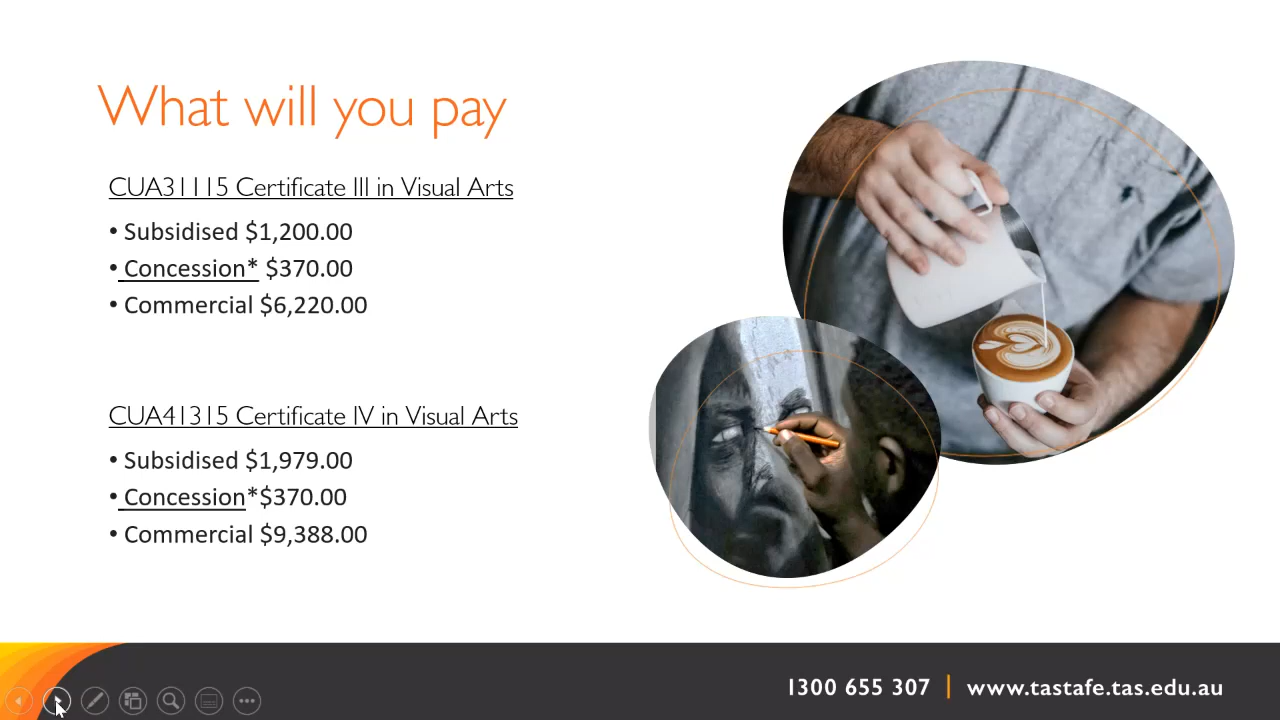 What will you pay
CUA31115 Certificate III in Visual Arts
• Subsidised $1,200.00
• Concession* $370.00
• Commercial $6,220.00
CUA41315 Certificate IV in Visual Arts
• Subsidised $1,979.00
• Concession*$370.00
• Commercial $9,388.00
1300 655 307 | www.tastafe.tas.edu.au